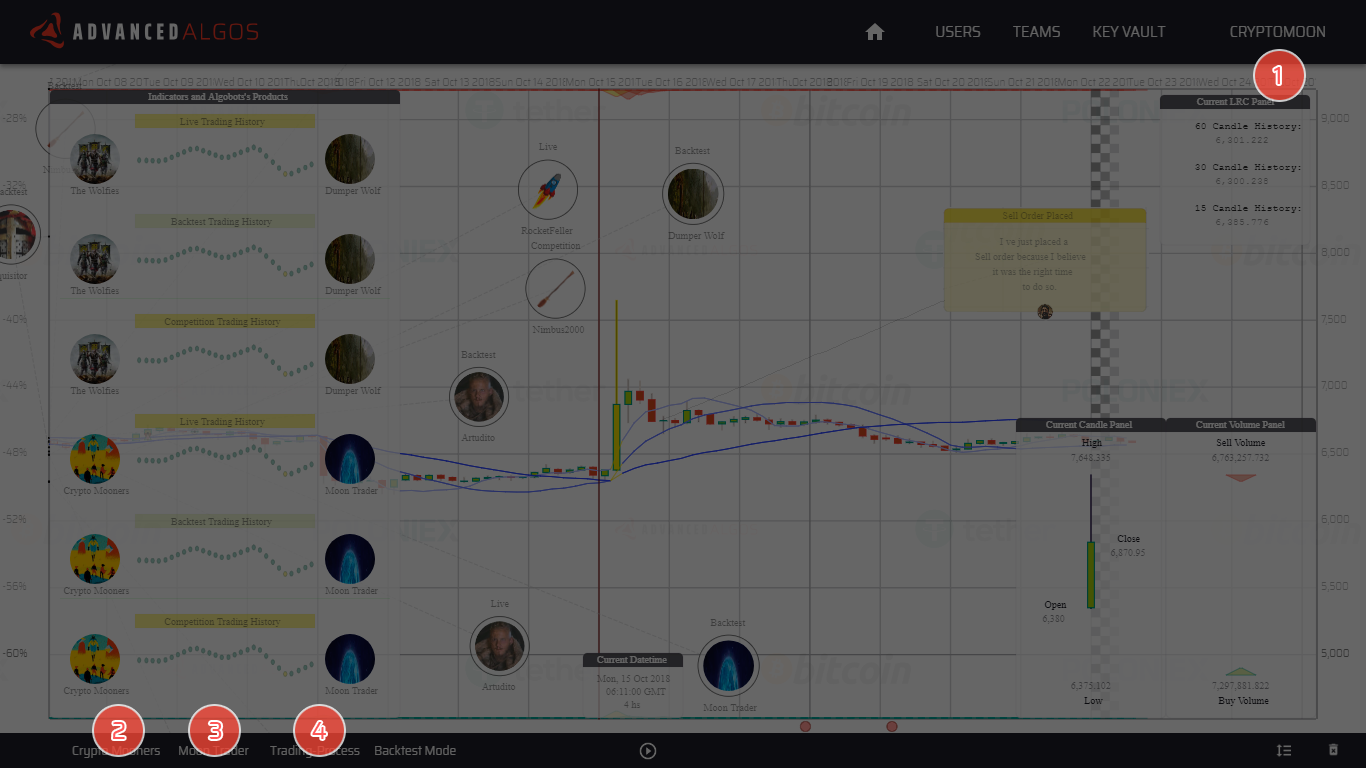 ADVANCEDALGOS
USERS
TEAMS
KEY VAULT
CRYPTOMOON
1
Indicators and Algobots's Products
Live Trading History
The Wolfies
Dumper Wolf
Backtest Trading History
The Wolfies
Dumper Wolf
Competition Trading History
The Wolfies
Dumper Wolf
Live Trading History
Crypto Mooners
Moon Trader
Backtest Trading History
Crypto Mooners
Moon Trader
Competition Trading History
Crypto Mooners
Moon Trader
-28%
-32%
-40%
-44%
-48%
-52%
-56%
-60%
Live
RocketFeller
Competition
Nimbus2000
Backtest
Dumper Wolf
Backtest
Artudito
Live
Artudito
Backtest
Moon Trader
bitcoin
bitcoin
bitcoin
POLONIEX
Sell Order Placed
I ve just placed a
Sell order because I believe
it was the right time
to do so.
Current LRC Panel
60 Candle History:
6,301.222
30 Candle History:
6,300.235
15 Candle History:
6,355.776
9,000
8,500
8,000
7,500
7,000
6,500
6,000
5,500
5,000
Current Candle Panel
High
7,648.335
Close
6,870.95
Open
6,380
6,375.102
Low
Current Volume Panel
Sell Volume
6,763,257.732
7,297,881.822
Buy Volume
Current Datetime
Mon, 15 Oct 2018
06:11:00 GMT
4 hs
2
3
4
Crypto Mooners
Moon Trader
Trading-Process
Backtest Mode